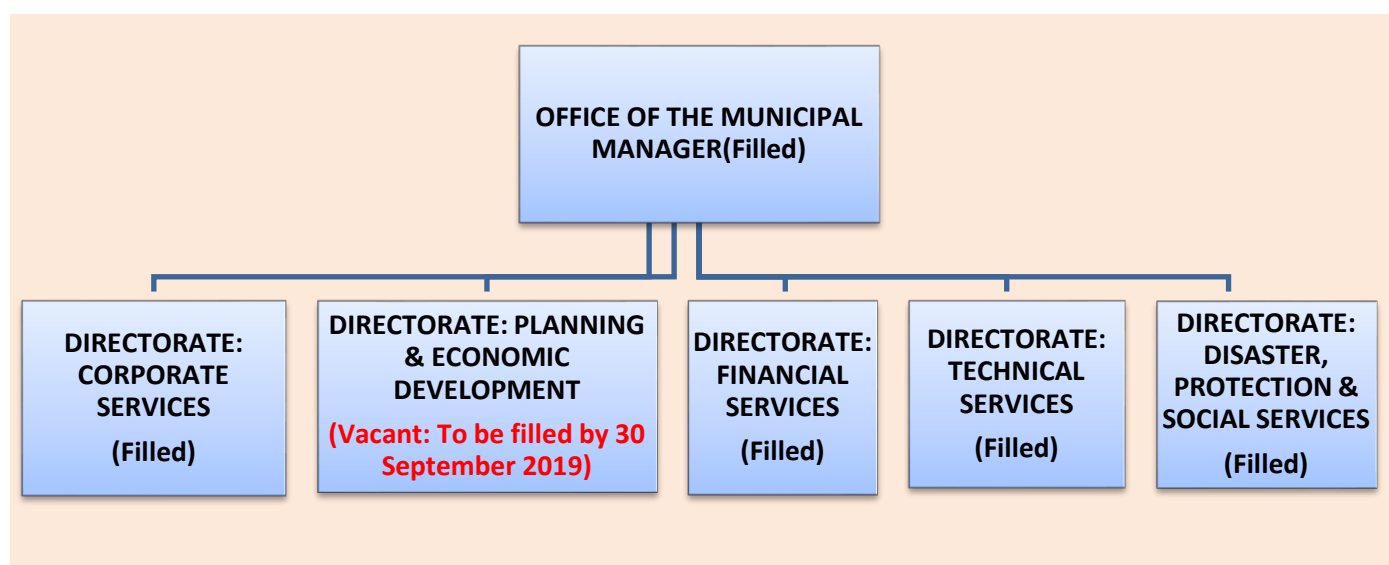 OFFICE OF THE MUNICIPAL
MANAGER(Filled)
DIRECTORATE:
CORPORATE
SERVICES
(Filled)
DIRECTORATE: PLANNING
& ECONOMIC
DEVELOPMENT
(Vacant: To be filled by 30
September 2019)
DIRECTORATE:
FINANCIAL
SERVICES
(Filled)
DIRECTORATE:
TECHNICAL
SERVICES
(Filled)
DIRECTORATE:
DISASTER,
PROTECTION &
SOCIAL SERVICES
(Filled)